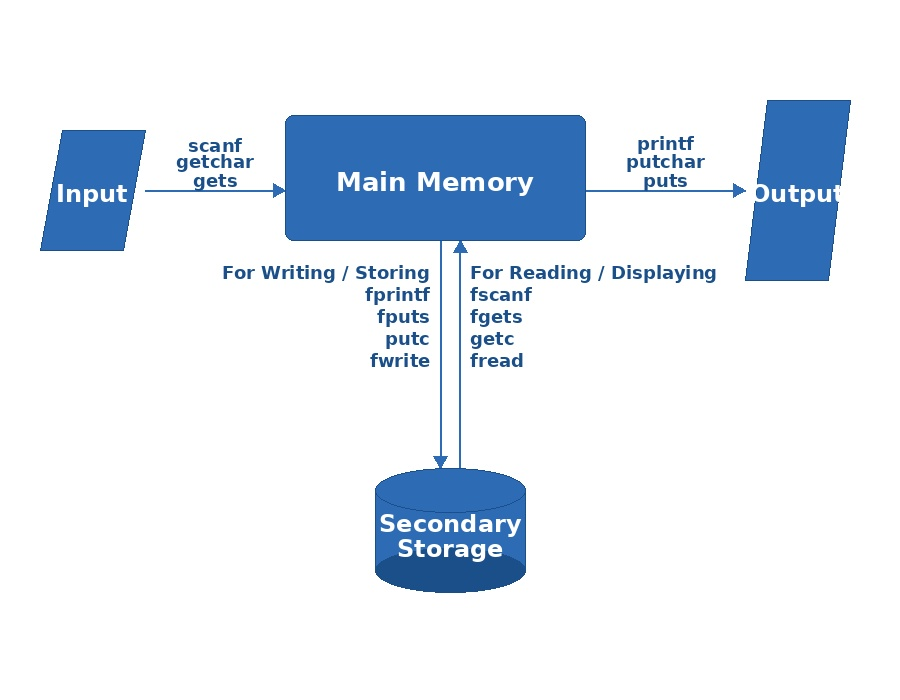 scanf
getchar
gets
Input
Main Memory
printf
putchar
puts
Output
For Writing / Storing
fprintf
fputs
putc
fwrite
For Reading / Displaying
fscanf
fgets
getc
fread
Secondary
Storage